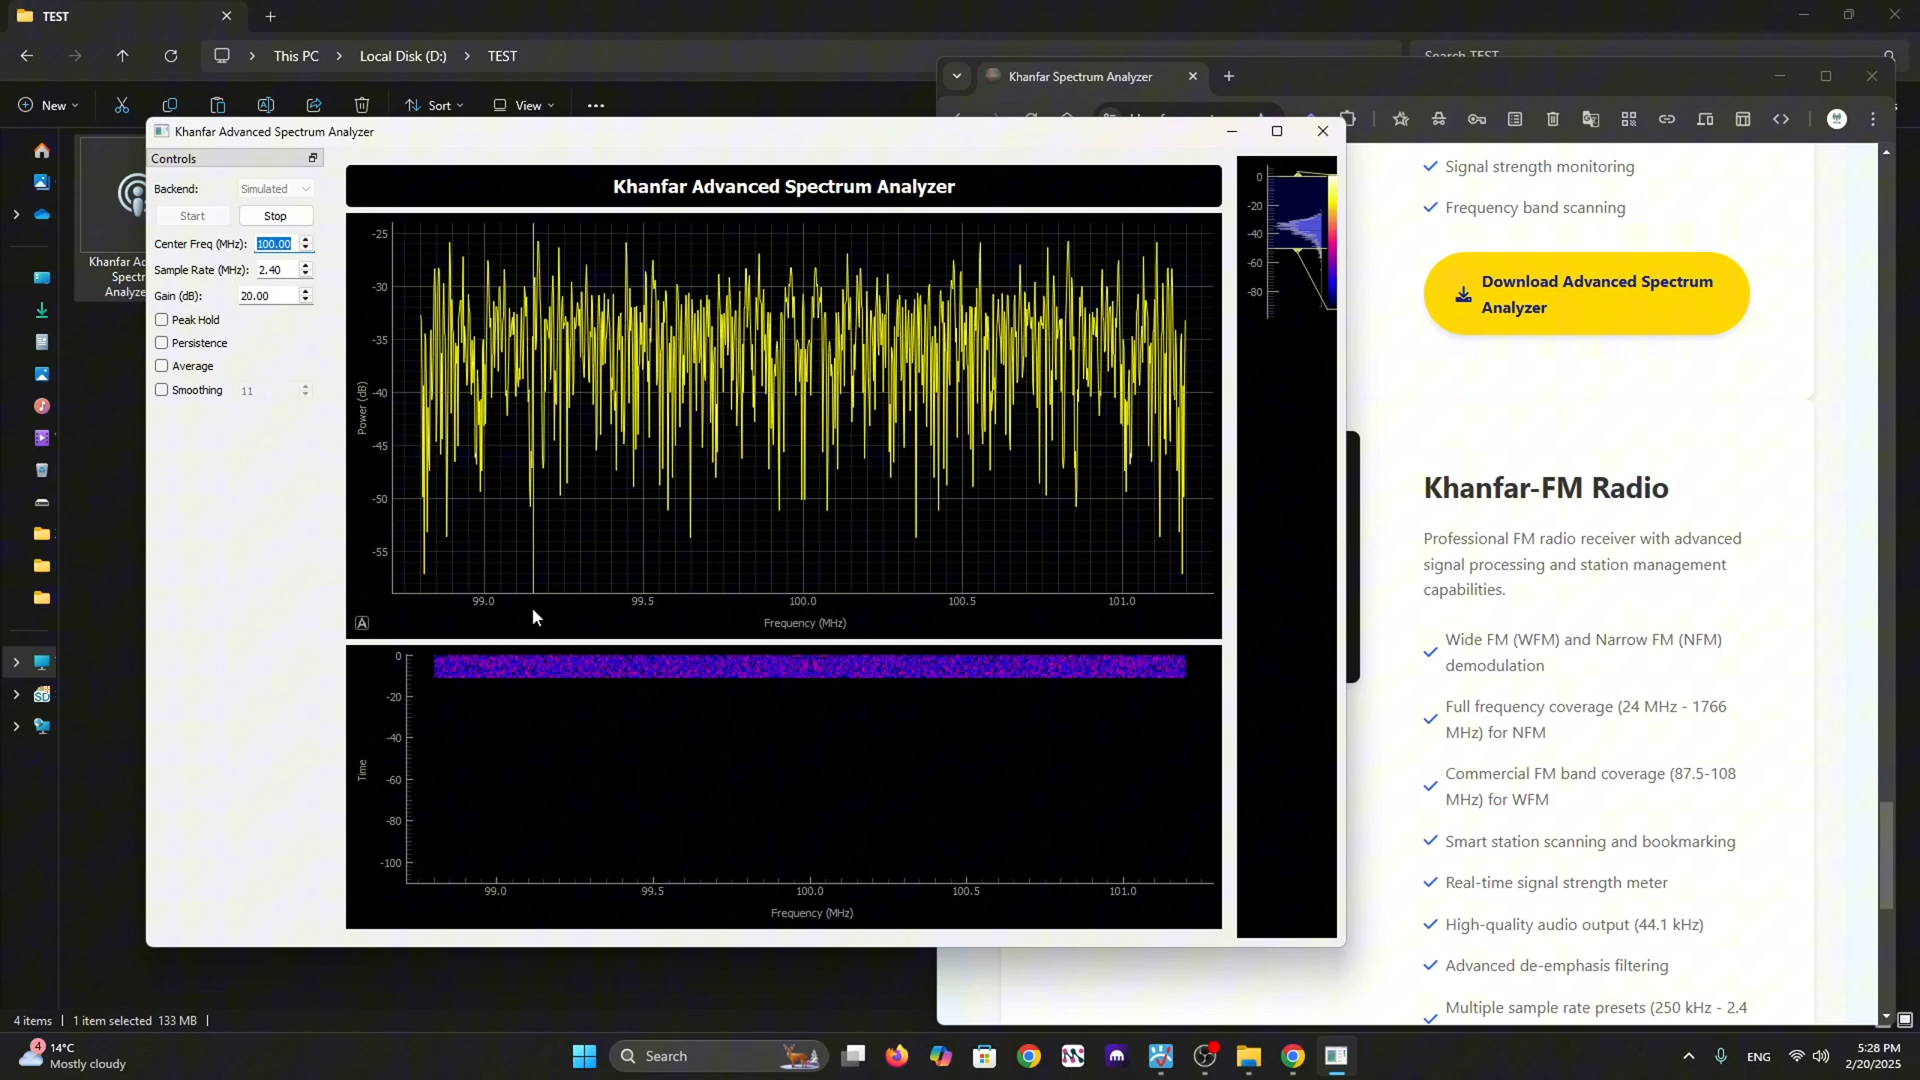 TEST
This PC
Local Disk (D:)
TEST
Search TEST
New
Sort
View
Khanfar Spectrum Analyzer
Khanfar Advanced Spectrum Analyzer
Controls
Backend:
Simulated
Start
Stop
Center Freq (MHz):
100.00
Sample Rate (MHz):
2.40
Gain (dB):
20.00
Peak Hold
Persistence
Average
Smoothing
11
Khanfar Advanced Spectrum Analyzer
-25
-30
-35
-40
-45
-50
-55
Power (dB)
99.0
99.5
100.0
100.5
101.0
Frequency (MHz)
A
0
-20
-40
-60
-80
-100
Time
99.0
99.5
100.0
100.5
101.0
Frequency (MHz)
0
-20
-40
-60
-80
Khanfar Ad
Spectr
Analyze
Signal strength monitoring
Frequency band scanning
Download Advanced Spectrum
Analyzer
Khanfar-FM Radio
Professional FM radio receiver with advanced
signal processing and station management
capabilities.
Wide FM (WFM) and Narrow FM (NFM)
demodulation
Full frequency coverage (24 MHz - 1766
MHz) for NFM
Commercial FM band coverage (87.5-108
MHz) for WFM
Smart station scanning and bookmarking
Real-time signal strength meter
High-quality audio output (44.1 kHz)
Advanced de-emphasis filtering
Multiple sample rate presets (250 kHz - 2.4
4 items
1 item selected 133 MB
4
14°C
Mostly cloudy
Search
ENG
5:28 PM
2/20/2025